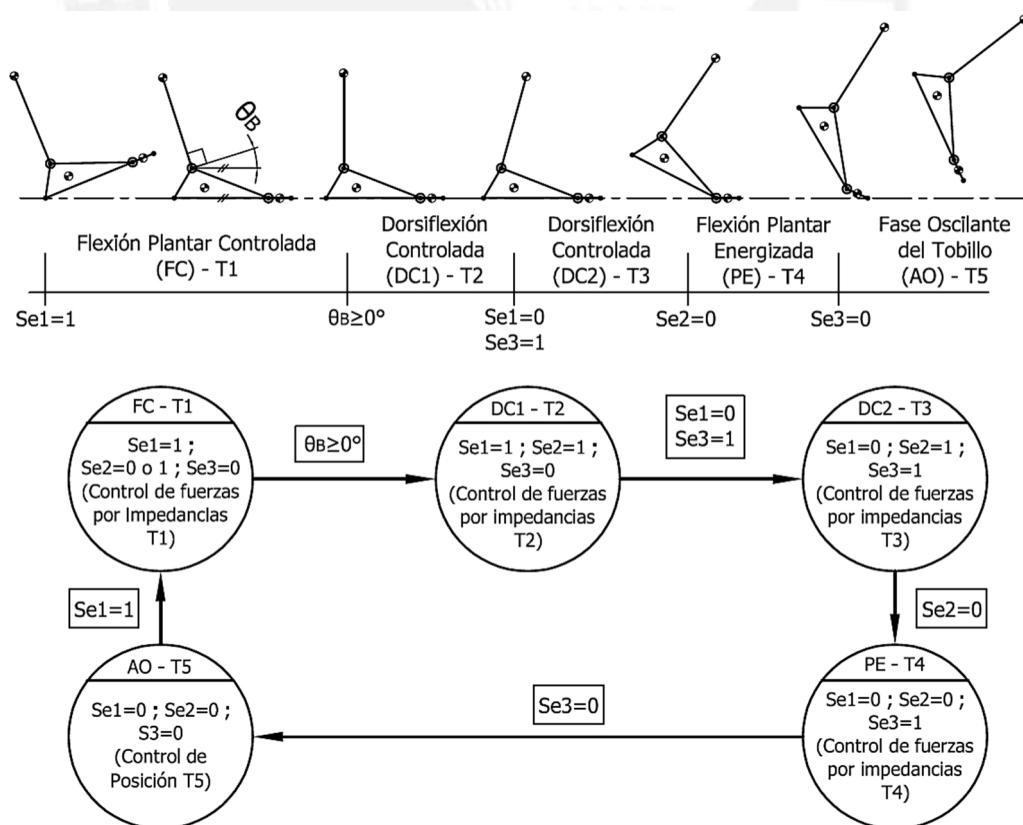 θB
Flexión Plantar Controlada
(FC) - T1
Dorsiflexión
Controlada
(DC1) - T2
Dorsiflexión
Controlada
(DC2) - T3
Flexión Plantar
Energizada
(PE) - T4
Fase Oscilante
del Tobillo
(AO) - T5
Se1=1
θB≥0°
Se1=0
Se3=1
Se2=0
Se3=0
FC - T1
Se1=1 ;
Se2=0 o 1 ; Se3=0
(Control de fuerzas
por Impedancias
T1)
θB≥0°
DC1 - T2
Se1=1 ; Se2=1 ;
Se3=0
(Control de fuerzas
por impedancias
T2)
Se1=0
Se3=1
DC2 - T3
Se1=0 ; Se2=1 ;
Se3=1
(Control de fuerzas
por impedancias
T3)
Se1=1
Se2=0
AO - T5
Se1=0 ; Se2=0 ;
S3=0
(Control de
Posición T5)
Se3=0
PE - T4
Se1=0 ; Se2=0 ;
Se3=1
(Control de fuerzas
por impedancias
T4)